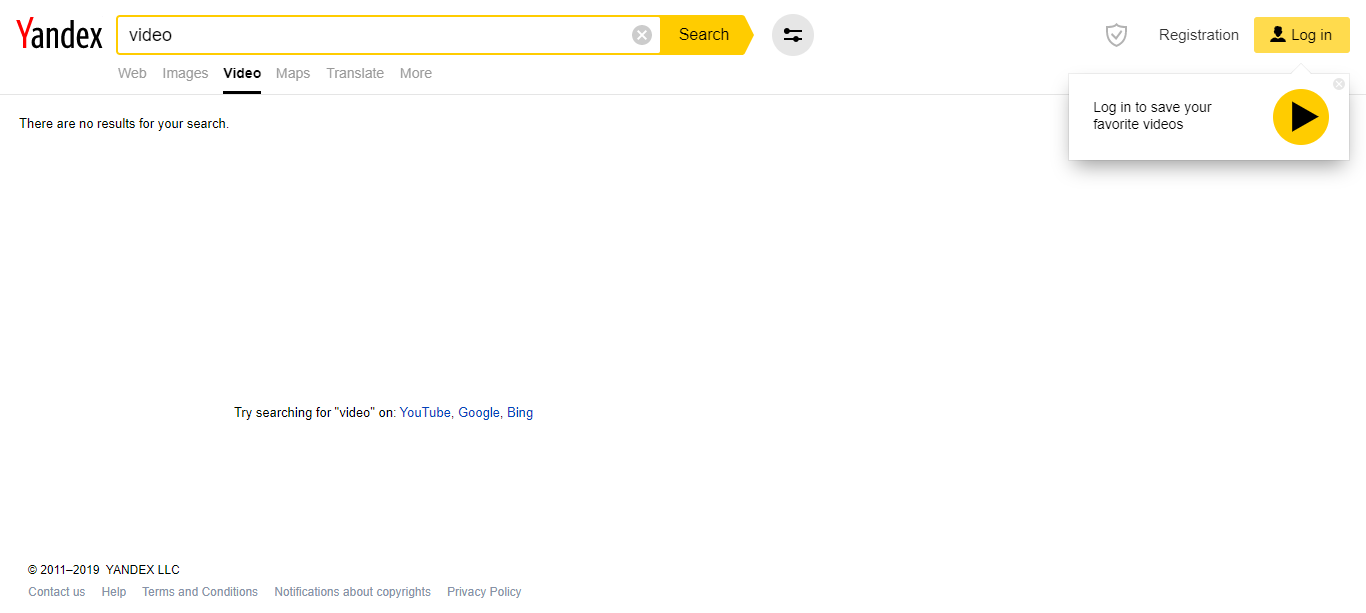 Yandex
video
Search
Registration
Log in
Web Images Video Maps Translate More
Log in to save your
favorite videos
There are no results for your search.
Try searching for "video" on: YouTube, Google, Bing
© 2011–2019 YANDEX LLC
Contact us Help Terms and Conditions Notifications about copyrights Privacy Policy